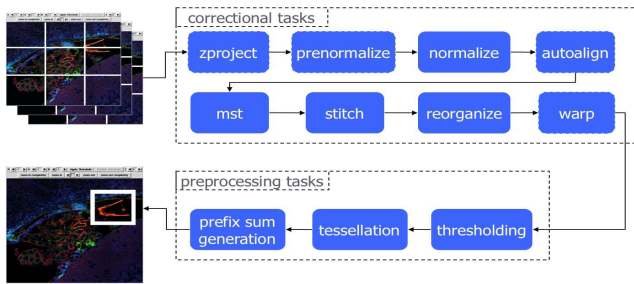 correctional tasks
zproject
prenormalize
normalize
autoalign
mst
stitch
reorganize
warp
preprocessing tasks
prefix sum
generation
tessellation
thresholding